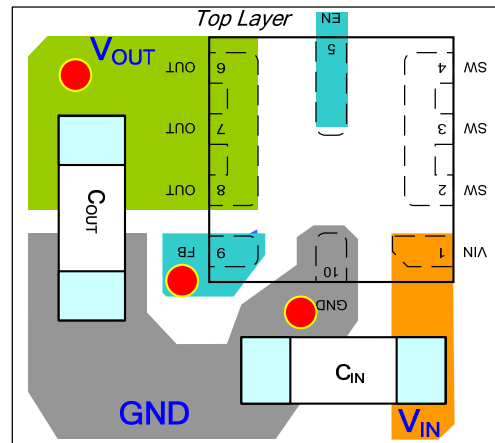 Top Layer
EN
5
VOUT
OUT 6
4 SW
OUT 7
3 SW
OUT 8
2 SW
COUT
FB 9
1 VIN
10
GND
CIN
GND
VIN